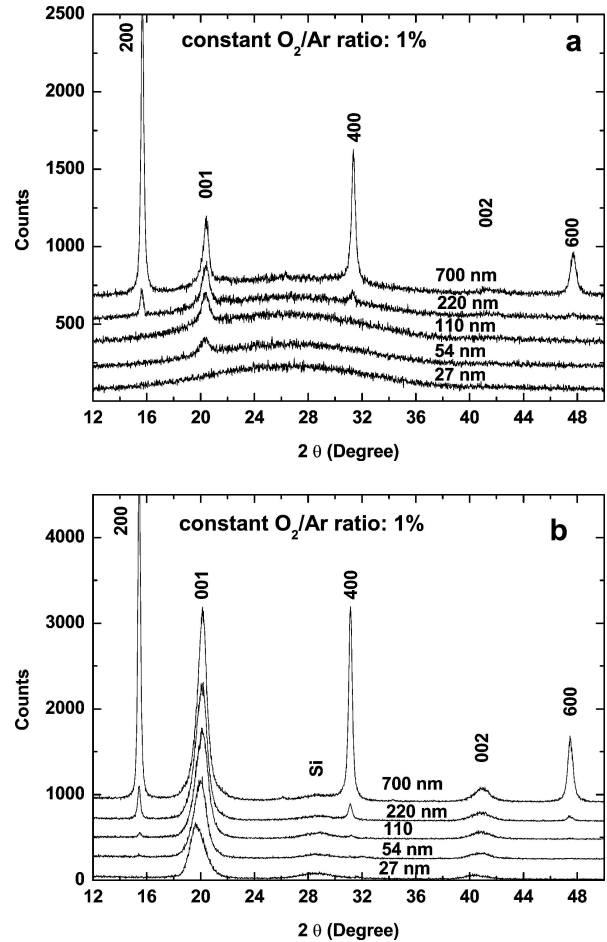 2500
constant O₂/Ar ratio: 1%
a
200
2000
400
1500
001
Counts
002
1000
600
700 nm
220 nm
500
110 nm
54 nm
27 nm
12 16 20 24 28 32 36 40 44 48
2 θ (Degree)
200
constant O₂/Ar ratio: 1%
b
4000
001
400
3000
Counts
2000
600
002
Si
1000
700 nm
220 nm
110
54 nm
27 nm
0
12 16 20 24 28 32 36 40 44 48
2 θ (Degree)